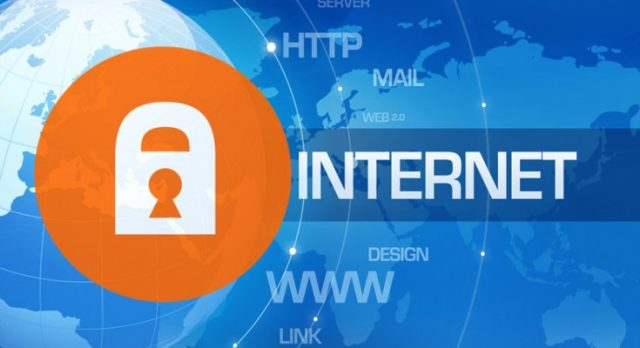 SERVER
HTTP
MAIL
WEB 2.0
INTERNET
DESIGN
WWW
LINK